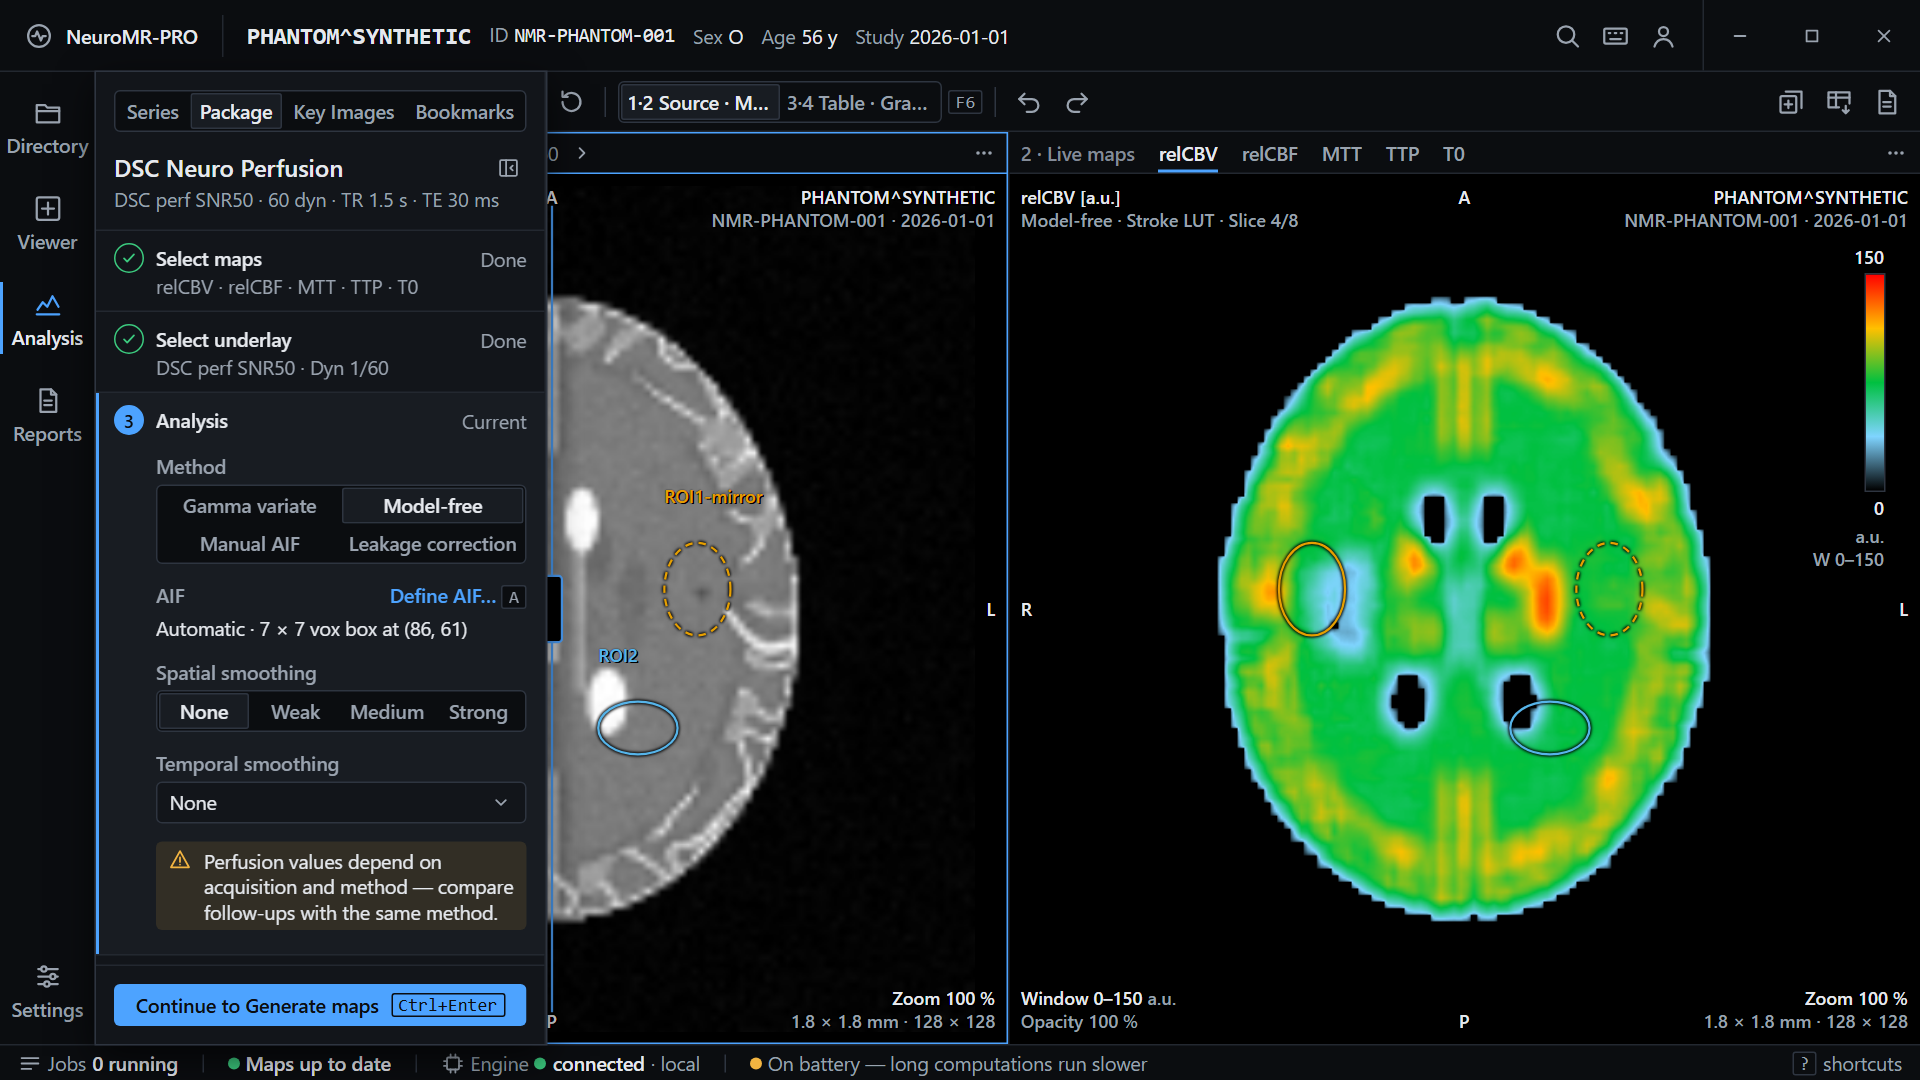 NeuroMR-PRO
PHANTOM^SYNTHETIC ID NMR-PHANTOM-001 Sex O Age 56 y Study 2026-01-01
Directory
Viewer
Analysis
Reports
Settings
Series Package Key Images Bookmarks
DSC Neuro Perfusion
DSC perf SNR50 · 60 dyn · TR 1.5 s · TE 30 ms
Select maps Done
relCBV · relCBF · MTT · TTP · T0
Select underlay Done
DSC perf SNR50 · Dyn 1/60
3 Analysis Current
Method
Gamma variate Model-free
Manual AIF Leakage correction
AIF Define AIF... A
Automatic · 7 × 7 vox box at (86, 61)
Spatial smoothing
None Weak Medium Strong
Temporal smoothing
None
Perfusion values depend on
acquisition and method — compare
follow-ups with the same method.
Continue to Generate maps Ctrl+Enter
1·2 Source · M... 3·4 Table · Gra... F6
0
A
PHANTOM^SYNTHETIC
NMR-PHANTOM-001 · 2026-01-01
ROI1-mirror
ROI2
L
P
Zoom 100 %
1.8 × 1.8 mm · 128 × 128
2 · Live maps relCBV relCBF MTT TTP T0
relCBV [a.u.]
Model-free · Stroke LUT · Slice 4/8
A
PHANTOM^SYNTHETIC
NMR-PHANTOM-001 · 2026-01-01
150
0
a.u.
W 0–150
R
L
Window 0–150 a.u.
Opacity 100 %
P
Zoom 100 %
1.8 × 1.8 mm · 128 × 128
Jobs 0 running Maps up to date Engine connected · local On battery — long computations run slower ? shortcuts